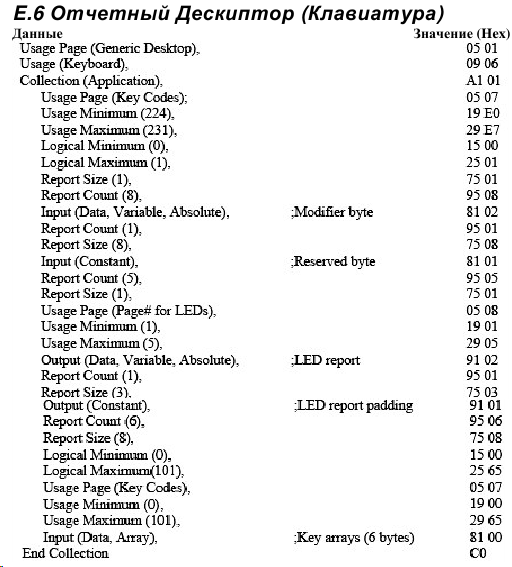 E.6 Отчетный Дескиптор (Клавиатура)
Данные Значение (Hex)
Usage Page (Generic Desktop), 05 01
Usage (Keyboard), 09 06
Collection (Application), A1 01
Usage Page (Key Codes); 05 07
Usage Minimum (224), 19 E0
Usage Maximum (231), 29 E7
Logical Minimum (0), 15 00
Logical Maximum (1), 25 01
Report Size (1), 75 01
Report Count (8), 95 08
Input (Data, Variable, Absolute), ;Modifier byte 81 02
Report Count (1), 95 01
Report Size (8), 75 08
Input (Constant), ;Reserved byte 81 01
Report Count (5), 95 05
Report Size (1), 75 01
Usage Page (Page# for LEDs), 05 08
Usage Minimum (1), 19 01
Usage Maximum (5), 29 05
Output (Data, Variable, Absolute), ;LED report 91 02
Report Count (1), 95 01
Report Size (3), 75 03
Output (Constant), ;LED report padding 91 01
Report Count (6), 95 06
Report Size (8), 75 08
Logical Minimum (0), 15 00
Logical Maximum(101), 25 65
Usage Page (Key Codes), 05 07
Usage Minimum (0), 19 00
Usage Maximum (101), 29 65
Input (Data, Array), ;Key arrays (6 bytes) 81 00
End Collection C0